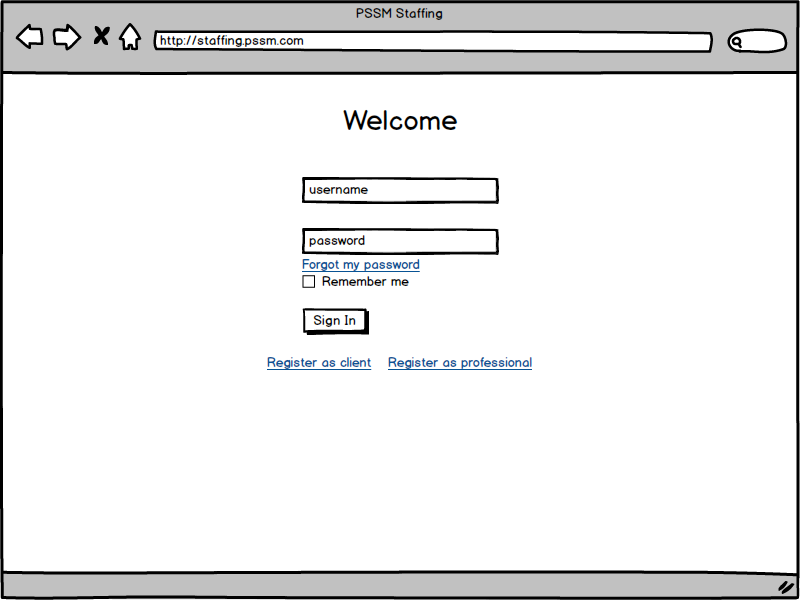 PSSM Staffing
http://staffing.pssm.com
Welcome
username
password
Forgot my password
Remember me
Sign In
Register as client Register as professional